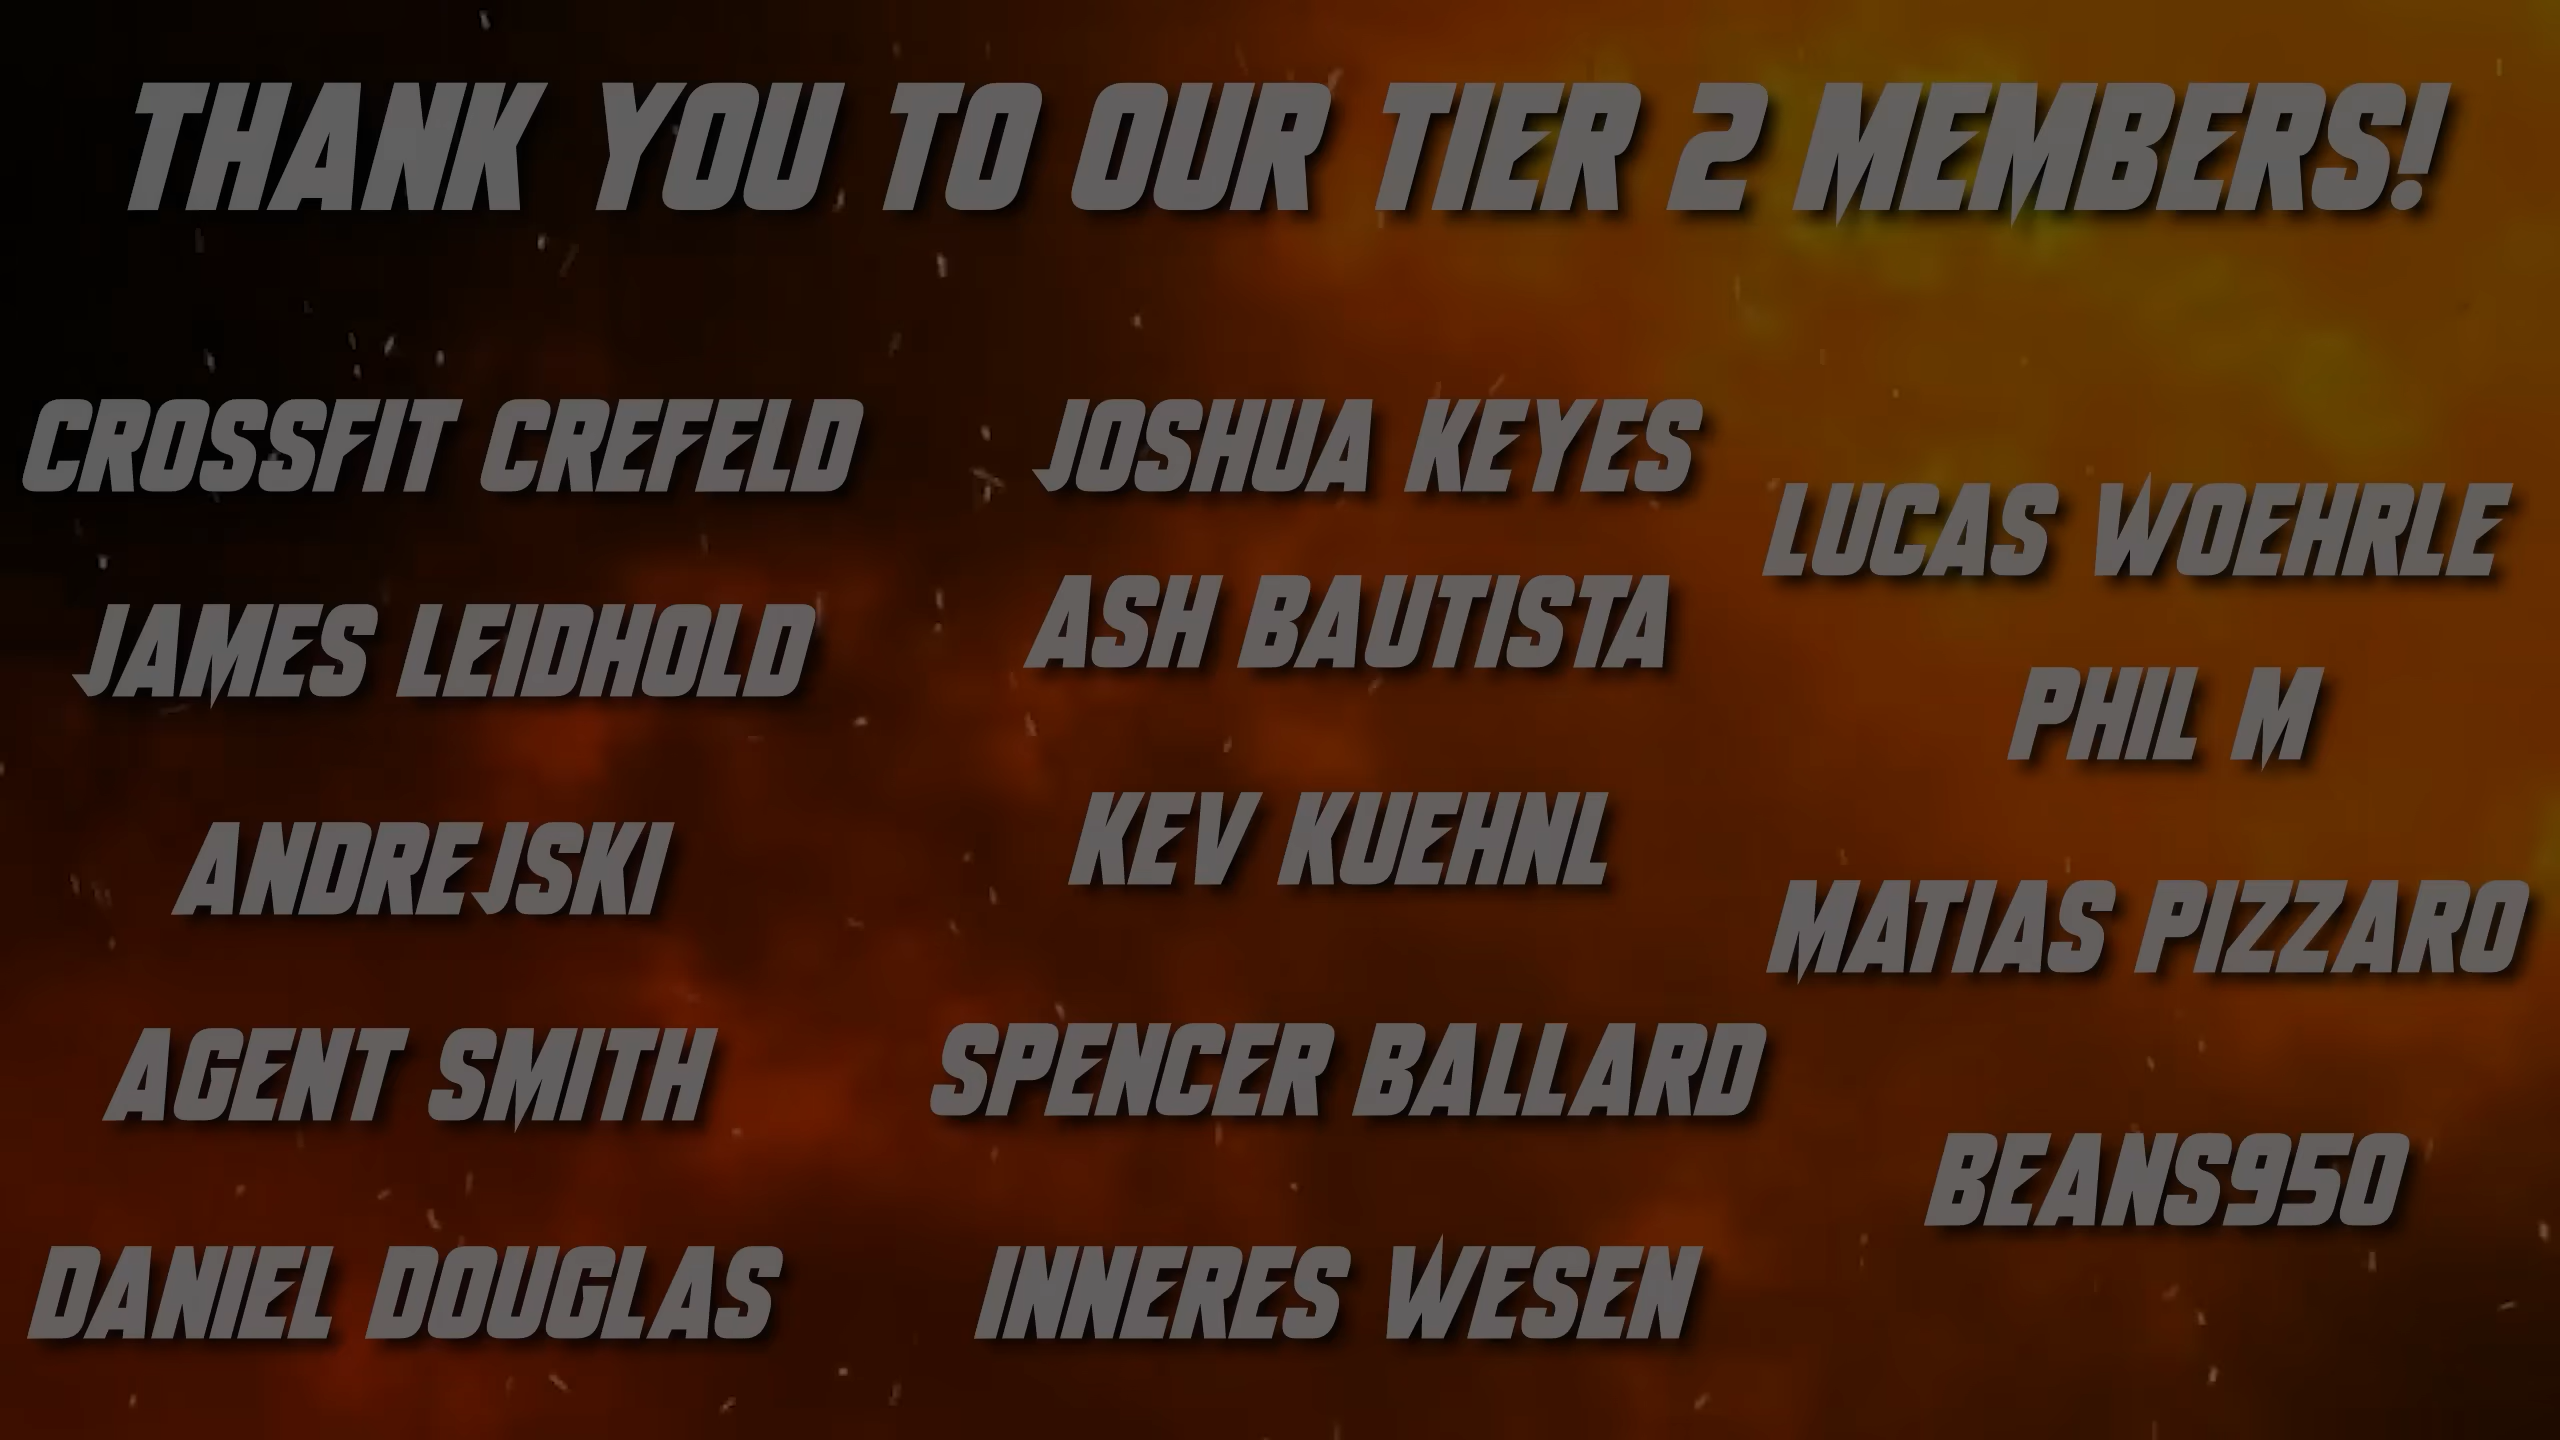 THANK YOU TO OUR TIER 2 MEMBERS!
CROSSFIT CREFELD
JAMES LEIDHOLD
ANDREJSKI
AGENT SMITH
DANIEL DOUGLAS
JOSHUA KEYES
ASH BAUTISTA
KEV KUEHNL
SPENCER BALLARD
INNERES WESEN
LUCAS WOEHRLE
PHIL M
MATIAS PIZZARO
BEANS950